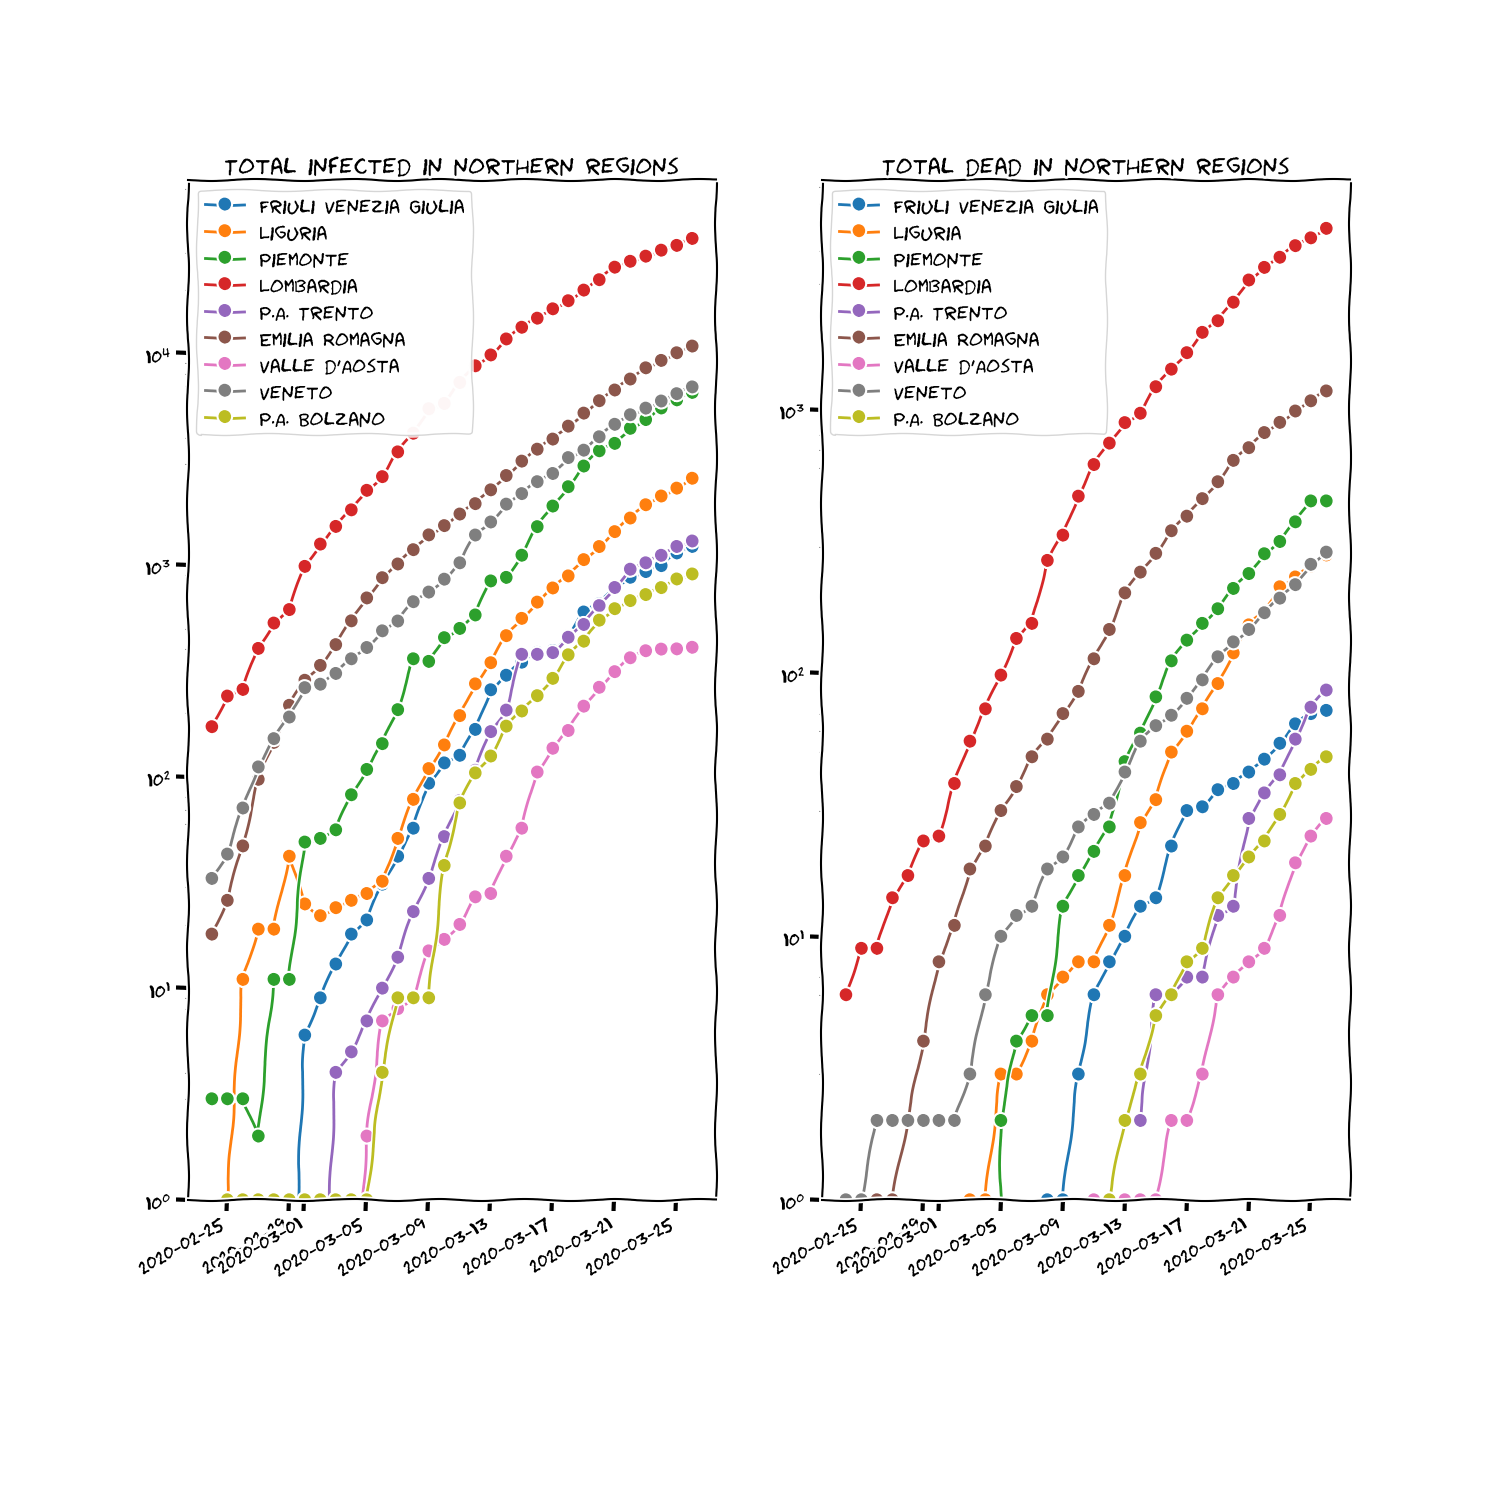 TOTAL INFECTED IN NORTHERN REGIONS
FRIULI VENEZIA GIULIA
LIGURIA
PIEMONTE
LOMBARDIA
P.A. TRENTO
EMILIA ROMAGNA
VALLE D'AOSTA
VENETO
P.A. BOLZANO
10⁴
10³
10²
10¹
10⁰
2020-02-25
2020-03-01
2020-03-05
2020-03-09
2020-03-13
2020-03-17
2020-03-21
2020-03-25
TOTAL DEAD IN NORTHERN REGIONS
FRIULI VENEZIA GIULIA
LIGURIA
PIEMONTE
LOMBARDIA
P.A. TRENTO
EMILIA ROMAGNA
VALLE D'AOSTA
VENETO
P.A. BOLZANO
10³
10²
10¹
10⁰
2020-02-25
2020-03-01
2020-03-05
2020-03-09
2020-03-13
2020-03-17
2020-03-21
2020-03-25